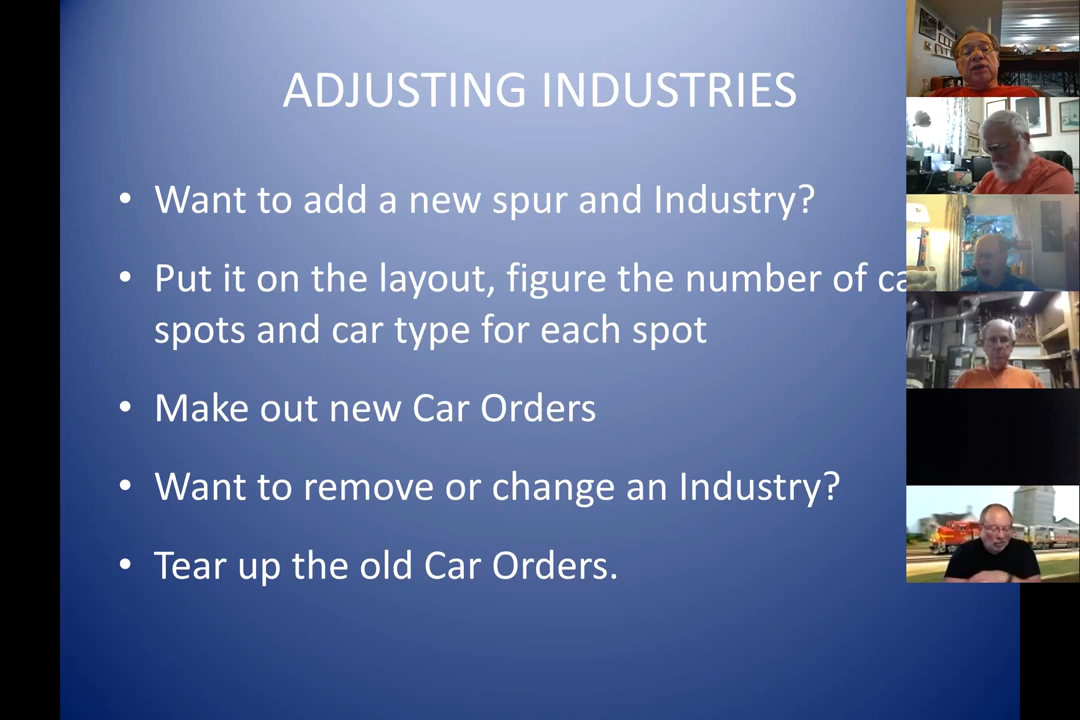 ADJUSTING INDUSTRIES
• Want to add a new spur and Industry?
• Put it on the layout, figure the number of
spots and car type for each spot
• Make out new Car Orders
• Want to remove or change an Industry?
• Tear up the old Car Orders.